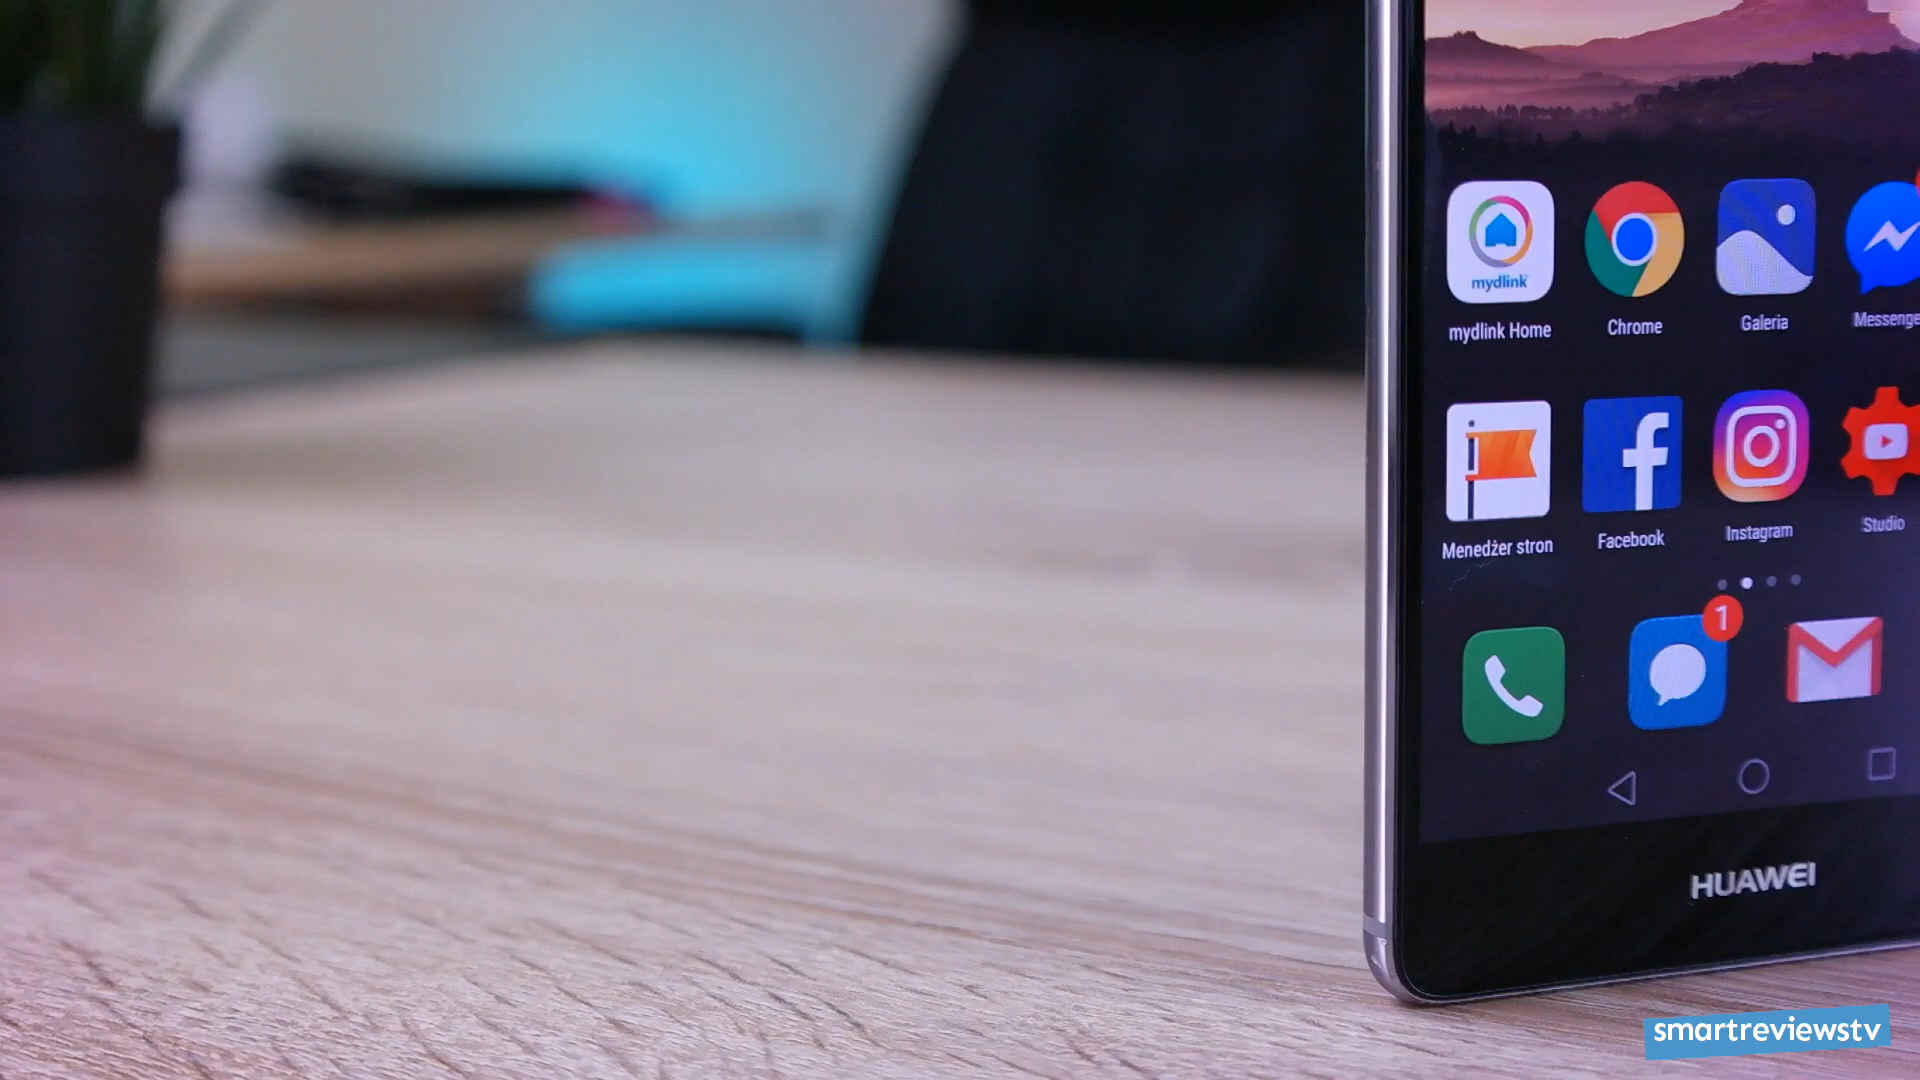 mydlink
mydlink Home
Chrome
Galeria
Messenge
Menedżer stron
Facebook
Instagram
Studio
1
HUAWEI
smartreviewstv